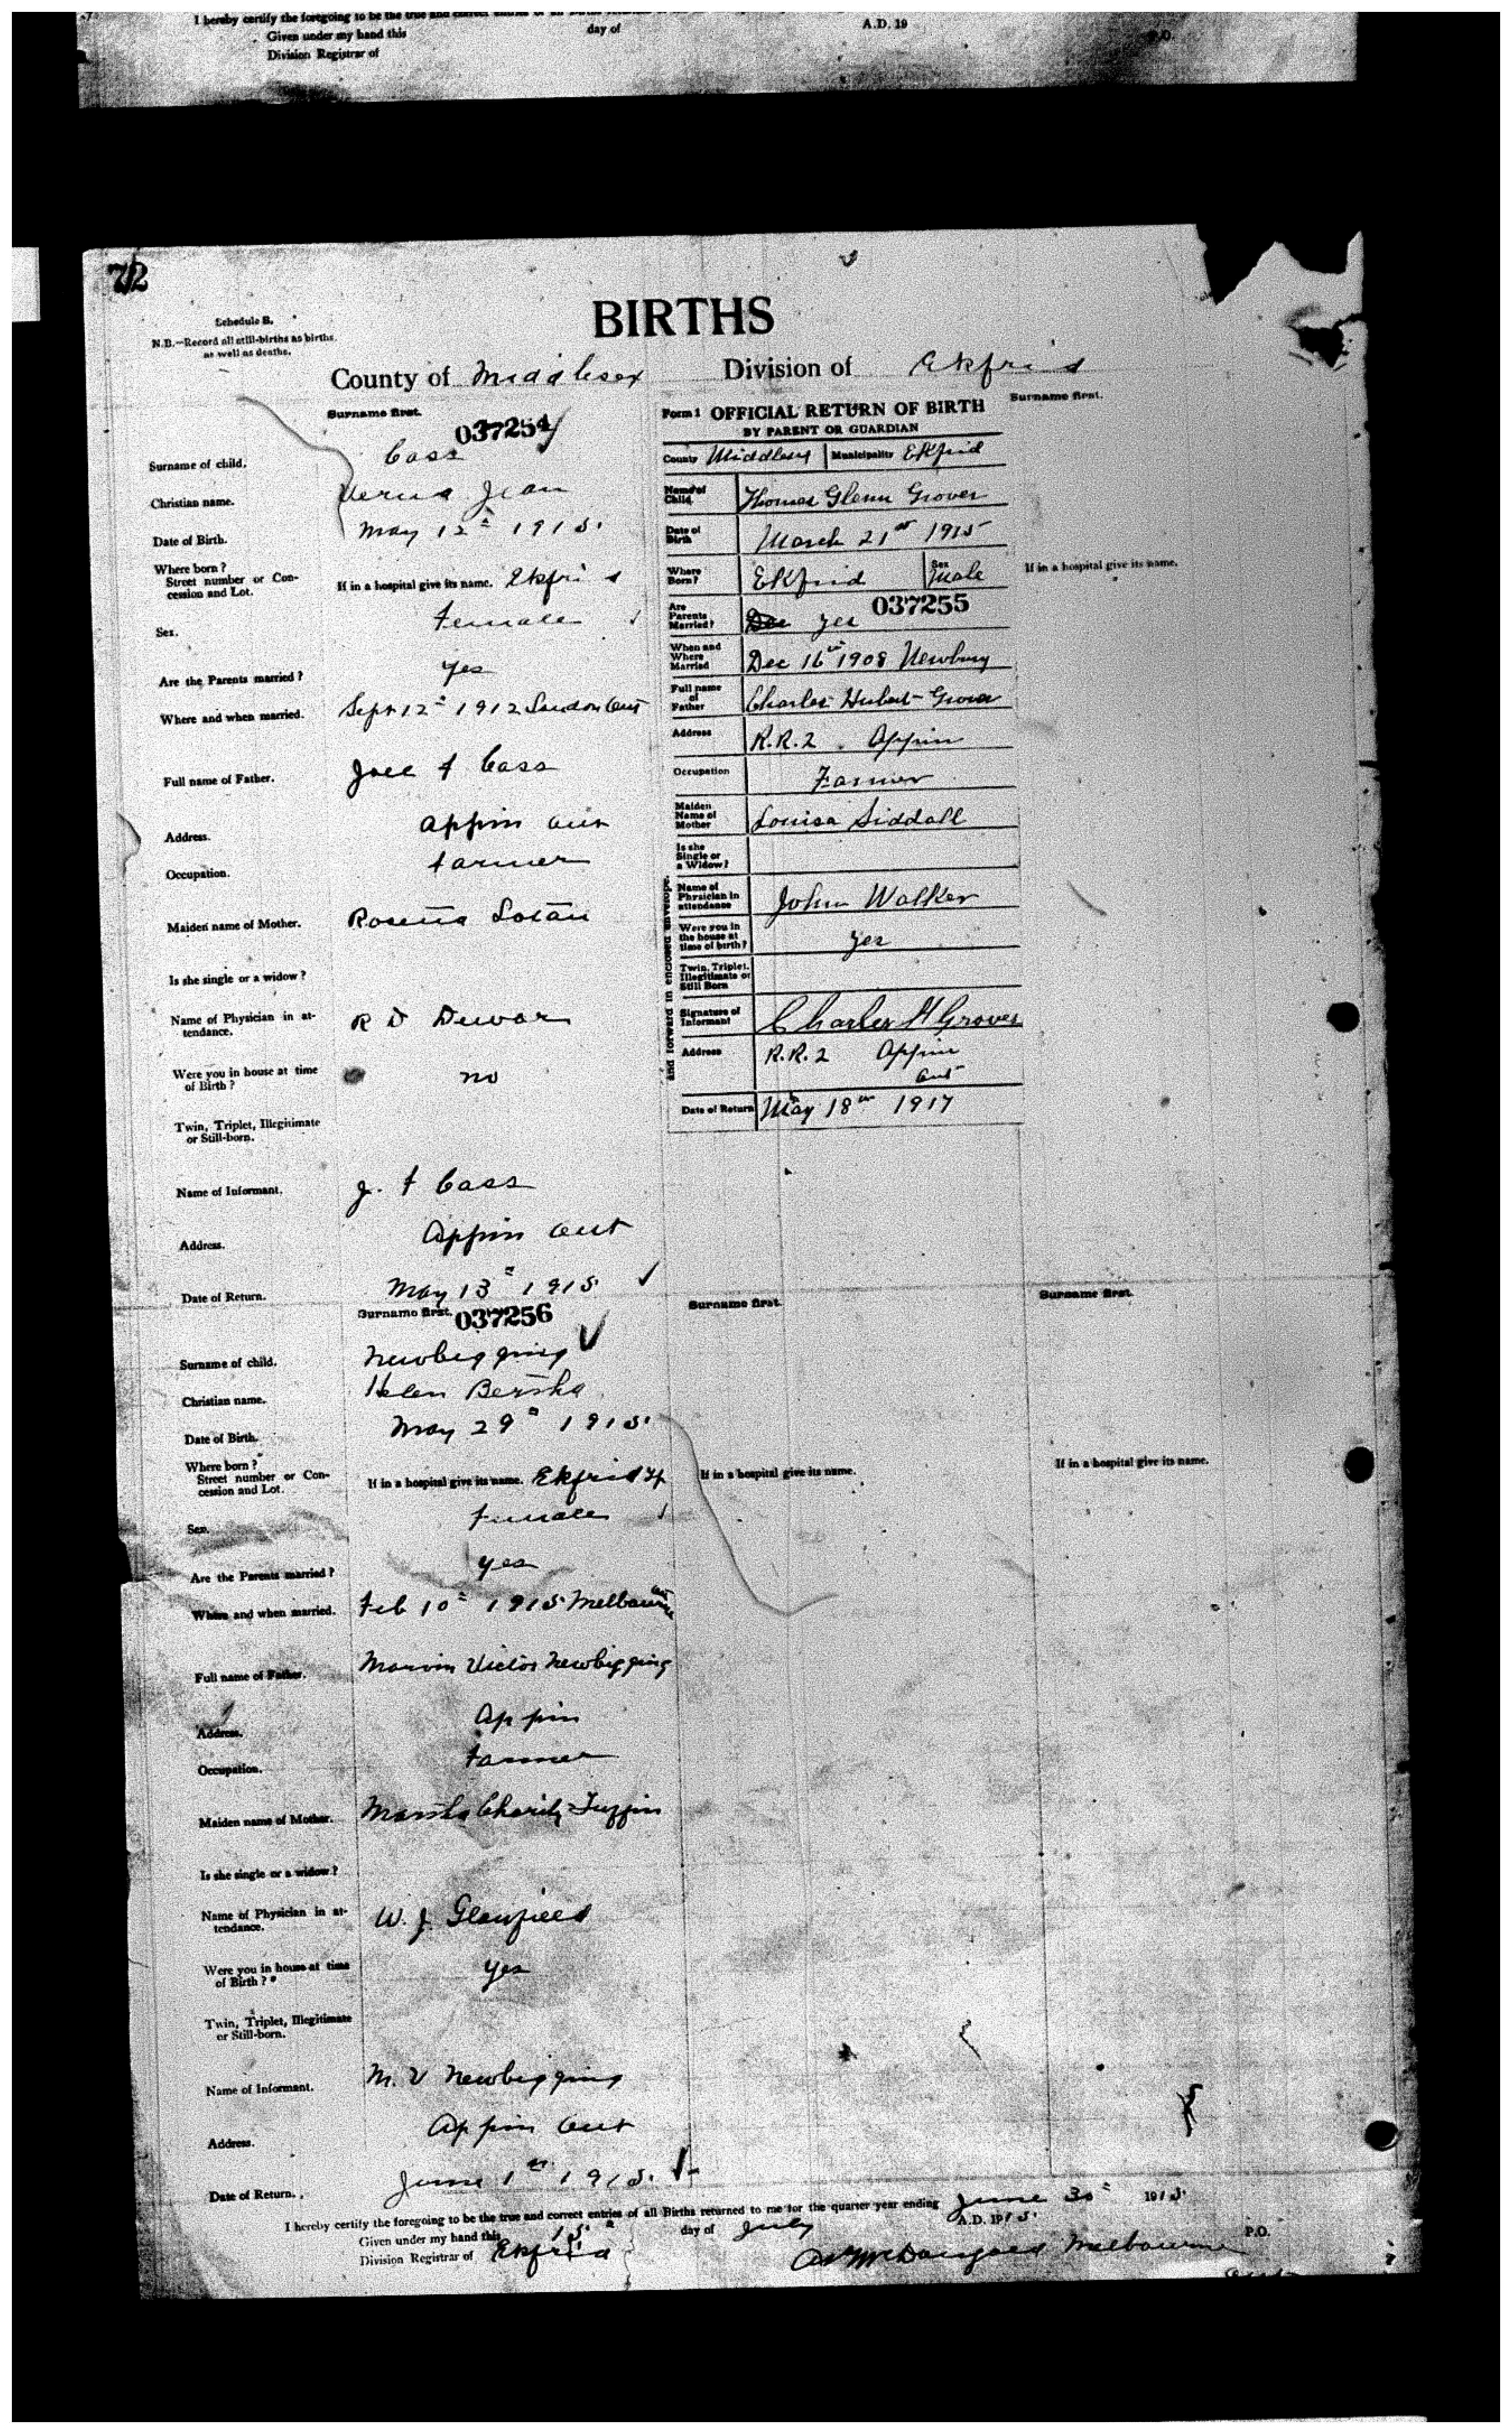 I hereby certify the foregoing to be the true and correct entries of all Births
Given under my hand this day of A.D. 19 P.O.
Division Registrar of
72
Schedule B.
N.B.—Record all still-births as births,
as well as deaths.
BIRTHS
County of Middlesex Division of Ekfrid
Surname first.
037254
Surname of child. Cass
Christian name. Verna Jean
Date of Birth. May 12th 1915.
Where born?
Street number or Con-
cession and Lot.
If in a hospital give its name. Ekfrid
Sex. Female
Are the Parents married? Yes
Where and when married. Sept 12th 1912 London Ont
Full name of Father. Joel F Cass
Address. Appin Ont
Occupation. Farmer
Maiden name of Mother. Rosena
Is she single or a widow?
Name of Physician in at-
tendance. R D Dewar
Were you in house at time
of Birth? no
Twin, Triplet, Illegitimate
or Still-born.
Name of Informant. J. F Cass
Address. Appin Ont
Date of Return. May 13th 1915.
Form 1 OFFICIAL RETURN OF BIRTH
BY PARENT OR GUARDIAN
County Middlesex Municipality Ekfrid
Name of Child Thomas Glenn Grover
Date of Birth March 21st 1915
Where Born? Ekfrid Sex Male
037255
Are Parents Married? Dec yes
When and Where Married Dec 16th 1908 Newbury
Full name of Father Charles Hubert Grover
Address R.R.2. Appin
Occupation Farmer
Maiden Name of Mother Louisa Siddall
Is she Single or a Widow?
Name of Physician in attendance John Walker
Were you in the house at time of birth? Yes
Twin, Triplet, Illegitimate or Still Born
Signature of Informant Charles H Grover
Address R.R.2 Appin
Ont
Date of Return May 18th 1917
and forward in enclosed envelope.
Surname first.
If in a hospital give its name.
Surname first. 037256
Surname of child. Newbigging
Christian name. Helen Bertha
Date of Birth. May 29th 1915.
Where born?
Street number or Con-
cession and Lot.
If in a hospital give its name. Ekfrid Tp
Sex. Female
Are the Parents married? yes
Where and when married. Feb 10th 1915 Melbourne Ont
Full name of Father. Marvin Victor Newbigging
Address. Appin
Occupation. Farmer
Maiden name of Mother. Martha Charity
Is she single or a widow?
Name of Physician in at-
tendance. W. J. Glanfield
Were you in house at time
of Birth? Yes
Twin, Triplet, Illegitimate
or Still-born.
Name of Informant. M. V Newbigging
Address. Appin Ont
Date of Return. June 1st 1915.
Surname first.
If in a hospital give its name.
Surname first.
If in a hospital give its name.
I hereby certify the foregoing to be the true and correct entries of all Births returned to me for the quarter year ending June 30th 1915.
Given under my hand this 15th day of July A.D. 1915.
Division Registrar of Ekfrid A P McDougald Melbourne P.O.
Ont